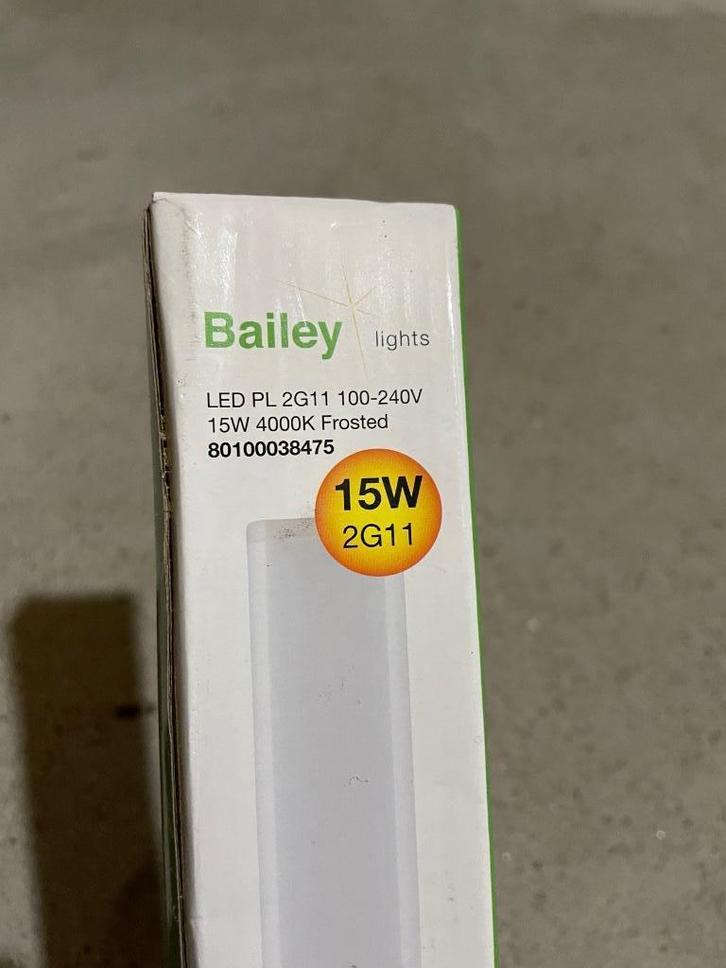 Bailey lights
LED PL 2G11 100-240V
15W 4000K Frosted
80100038475
15W
2G11